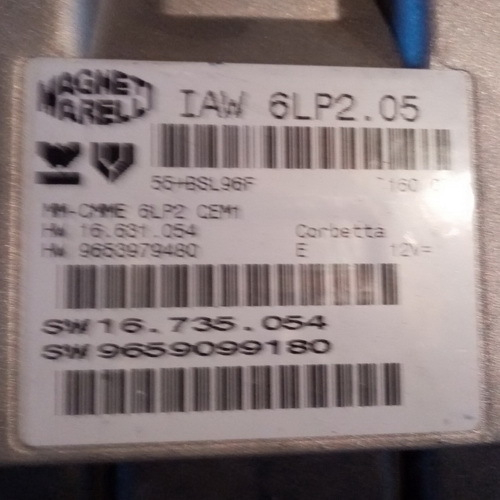 MAGNETI MARELLI
IAW 6LP2.05
MM-CMME 6LP2 QEM1
HW 16.631.054 Corbetta
HW 9653979480 E 12V=
SW 16.735.054
SW 9659099180